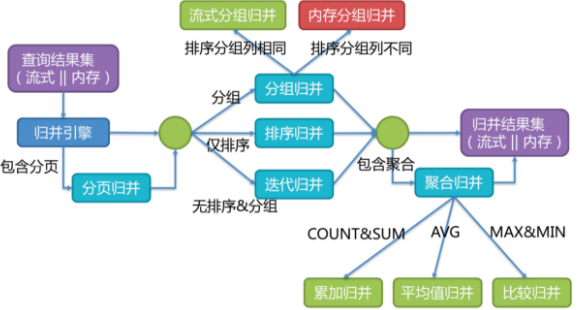 流式分组归并
内存分组归并
排序分组列相同
排序分组列不同
查询结果集
（流式 || 内存）
分组
分组归并
归并引擎
仅排序
排序归并
归并结果集
（流式 || 内存）
包含分页
分页归并
迭代归并
包含聚合
聚合归并
无排序&分组
COUNT&SUM
AVG
MAX&MIN
累加归并
平均值归并
比较归并